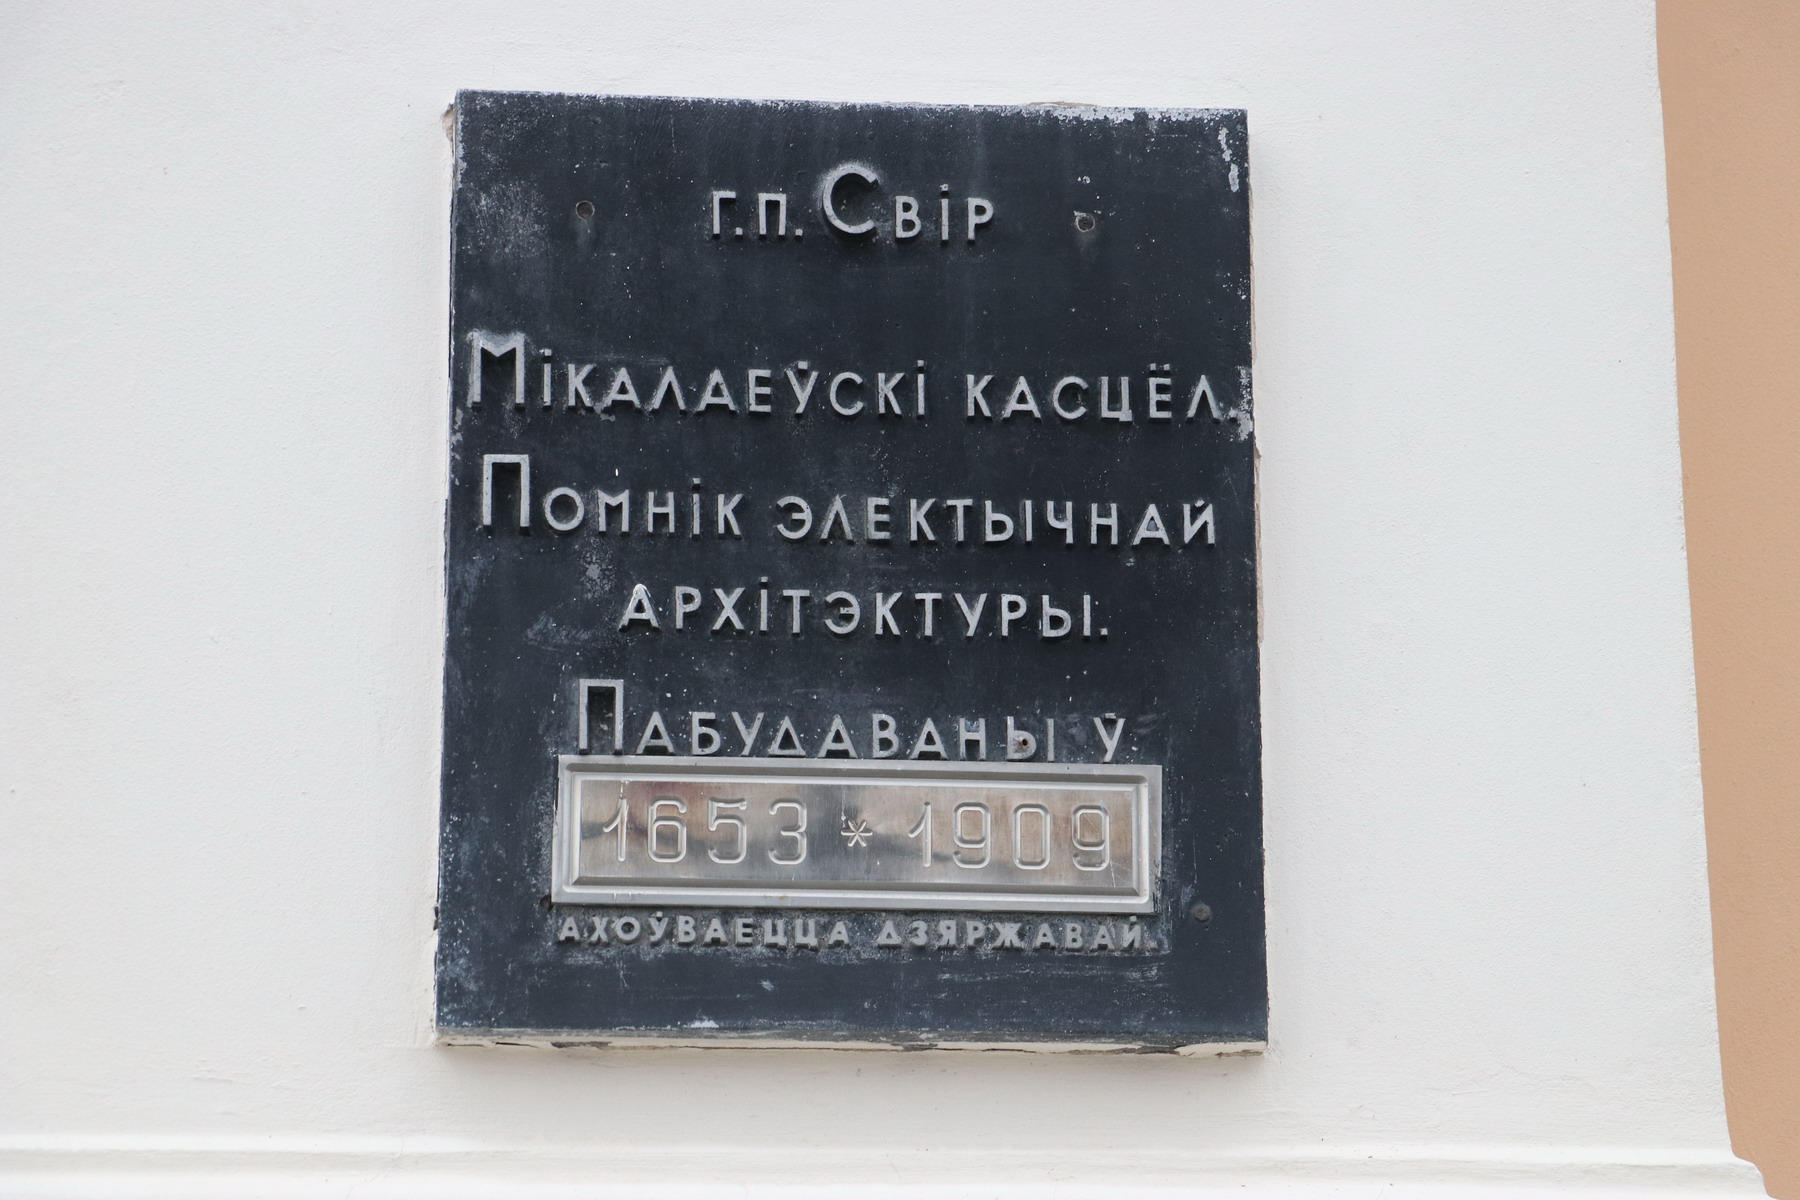 г.п. Свір
Мікалаеўскі касцёл.
Помнік электычнай
архітэктуры.
Пабудаваны ў
1653 * 1909
ахоўваецца дзяржавай.